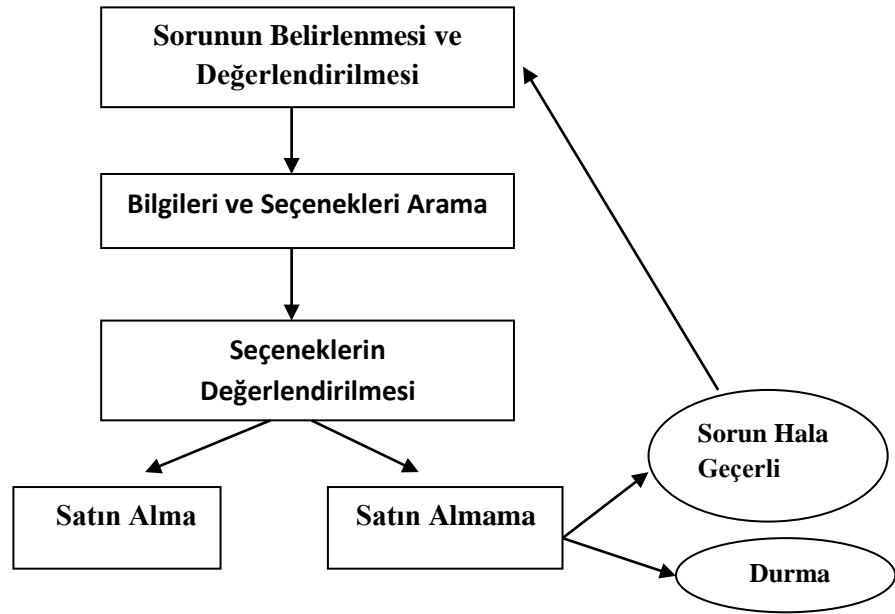 Sorunun Belirlenmesi ve
Değerlendirilmesi
Bilgileri ve Seçenekleri Arama
Seçeneklerin
Değerlendirilmesi
Satın Alma
Satın Almama
Sorun Hala
Geçerli
Durma